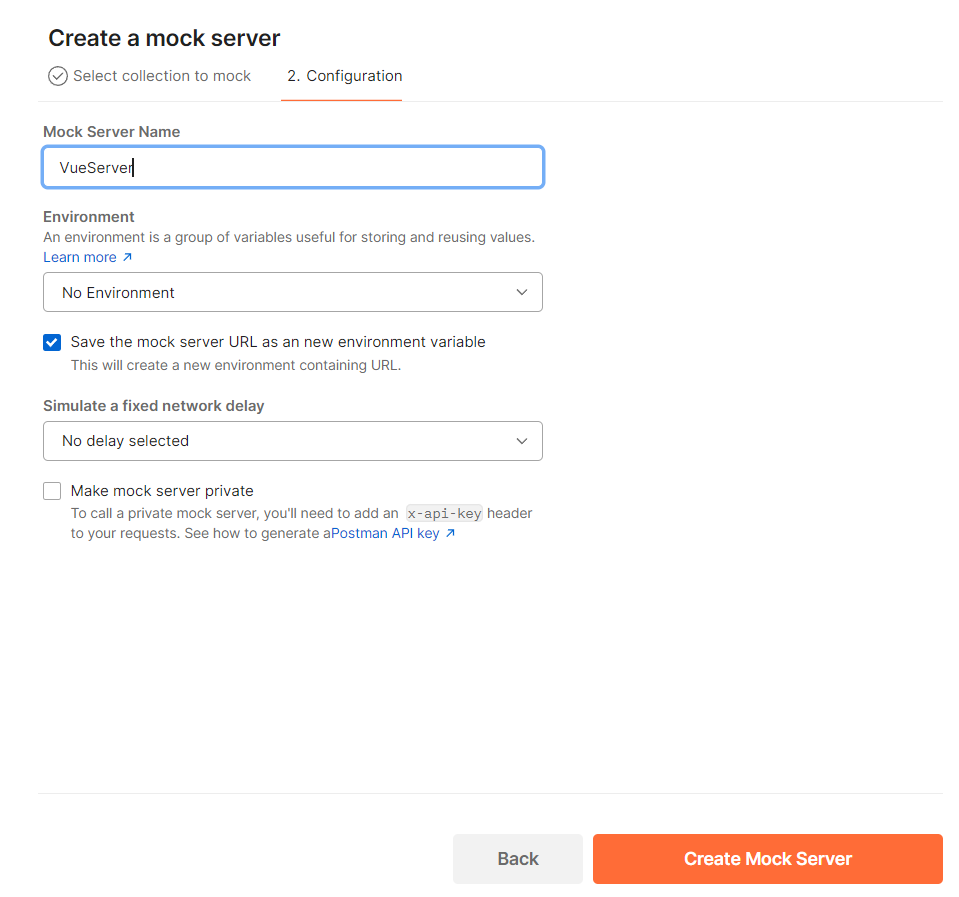 Create a mock server
Select collection to mock
2. Configuration
Mock Server Name
VueServer
Environment
An environment is a group of variables useful for storing and reusing values.
Learn more ↗
No Environment
Save the mock server URL as an new environment variable
This will create a new environment containing URL.
Simulate a fixed network delay
No delay selected
Make mock server private
To call a private mock server, you'll need to add an x-api-key header
to your requests. See how to generate aPostman API key ↗
Back
Create Mock Server